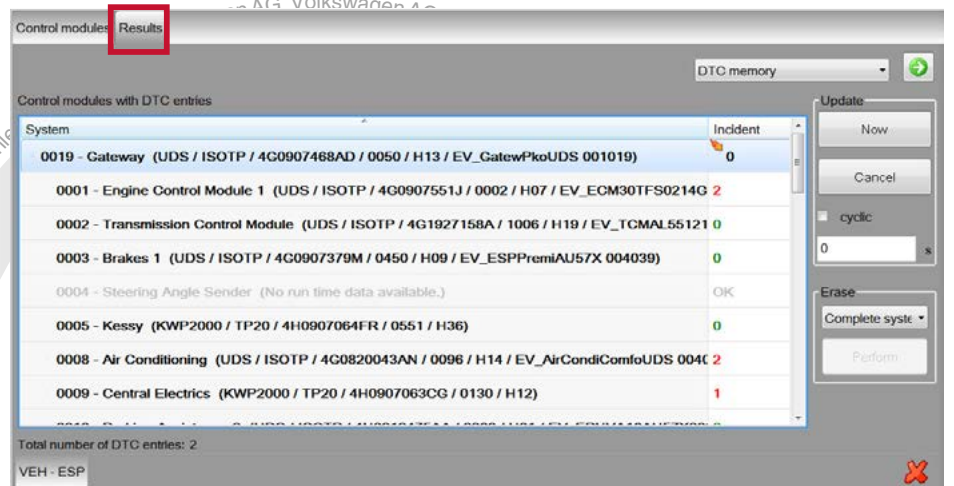 AG. Volkswagen AG
Control modules Results
DTC memory
Control modules with DTC entries
Update
System Incident
Now
0019 - Gateway (UDS / ISOTP / 4G0907468AD / 0050 / H13 / EV_GatewPkoUDS 001019) 0
0001 - Engine Control Module 1 (UDS / ISOTP / 4G0907551J / 0002 / H07 / EV_ECM30TFS0214G 2
Cancel
0002 - Transmission Control Module (UDS / ISOTP / 4G1927158A / 1006 / H19 / EV_TCMAL55121 0
cyclic
0003 - Brakes 1 (UDS / ISOTP / 4G0907379M / 0450 / H09 / EV_ESPPremiAU57X 004039) 0
0 s
0004 - Steering Angle Sender (No run time data available.) OK
Erase
0005 - Kessy (KWP2000 / TP20 / 4H0907064FR / 0551 / H36) 0
Complete syste
0008 - Air Conditioning (UDS / ISOTP / 4G0820043AN / 0096 / H14 / EV_AirCondiComfoUDS 004 2
Perform
0009 - Central Electrics (KWP2000 / TP20 / 4H0907063CG / 0130 / H12) 1
Total number of DTC entries: 2
VEH - ESP